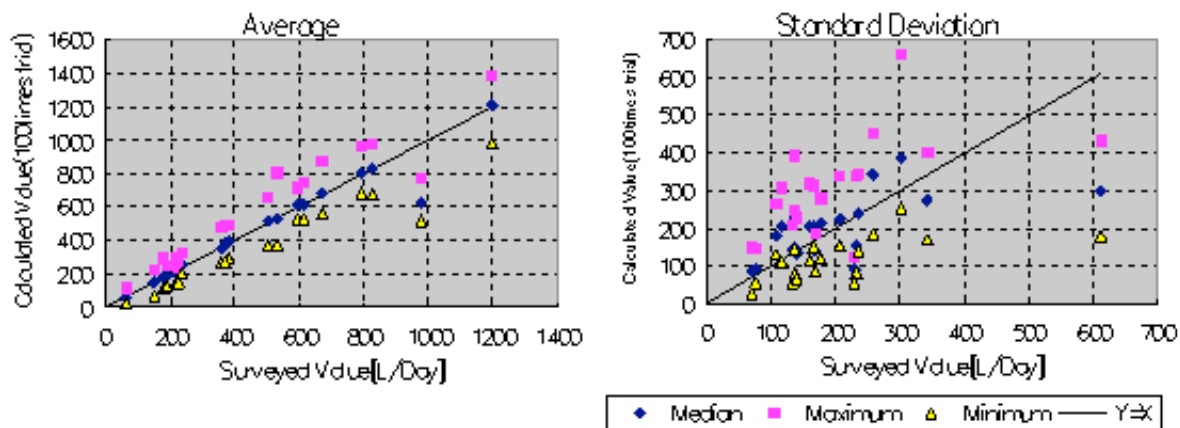 Average
Calculated Value(100times trial)
1600
1400
1200
1000
800
600
400
200
0
0 200 400 600 800 1000 1200 1400
Surveyed Value[L/Day]
Standard Deviation
Calculated Value(100times trial)
700
600
500
400
300
200
100
0
0 100 200 300 400 500 600 700
Surveyed Value[L/Day]
Median Maximum Minimum Y=X